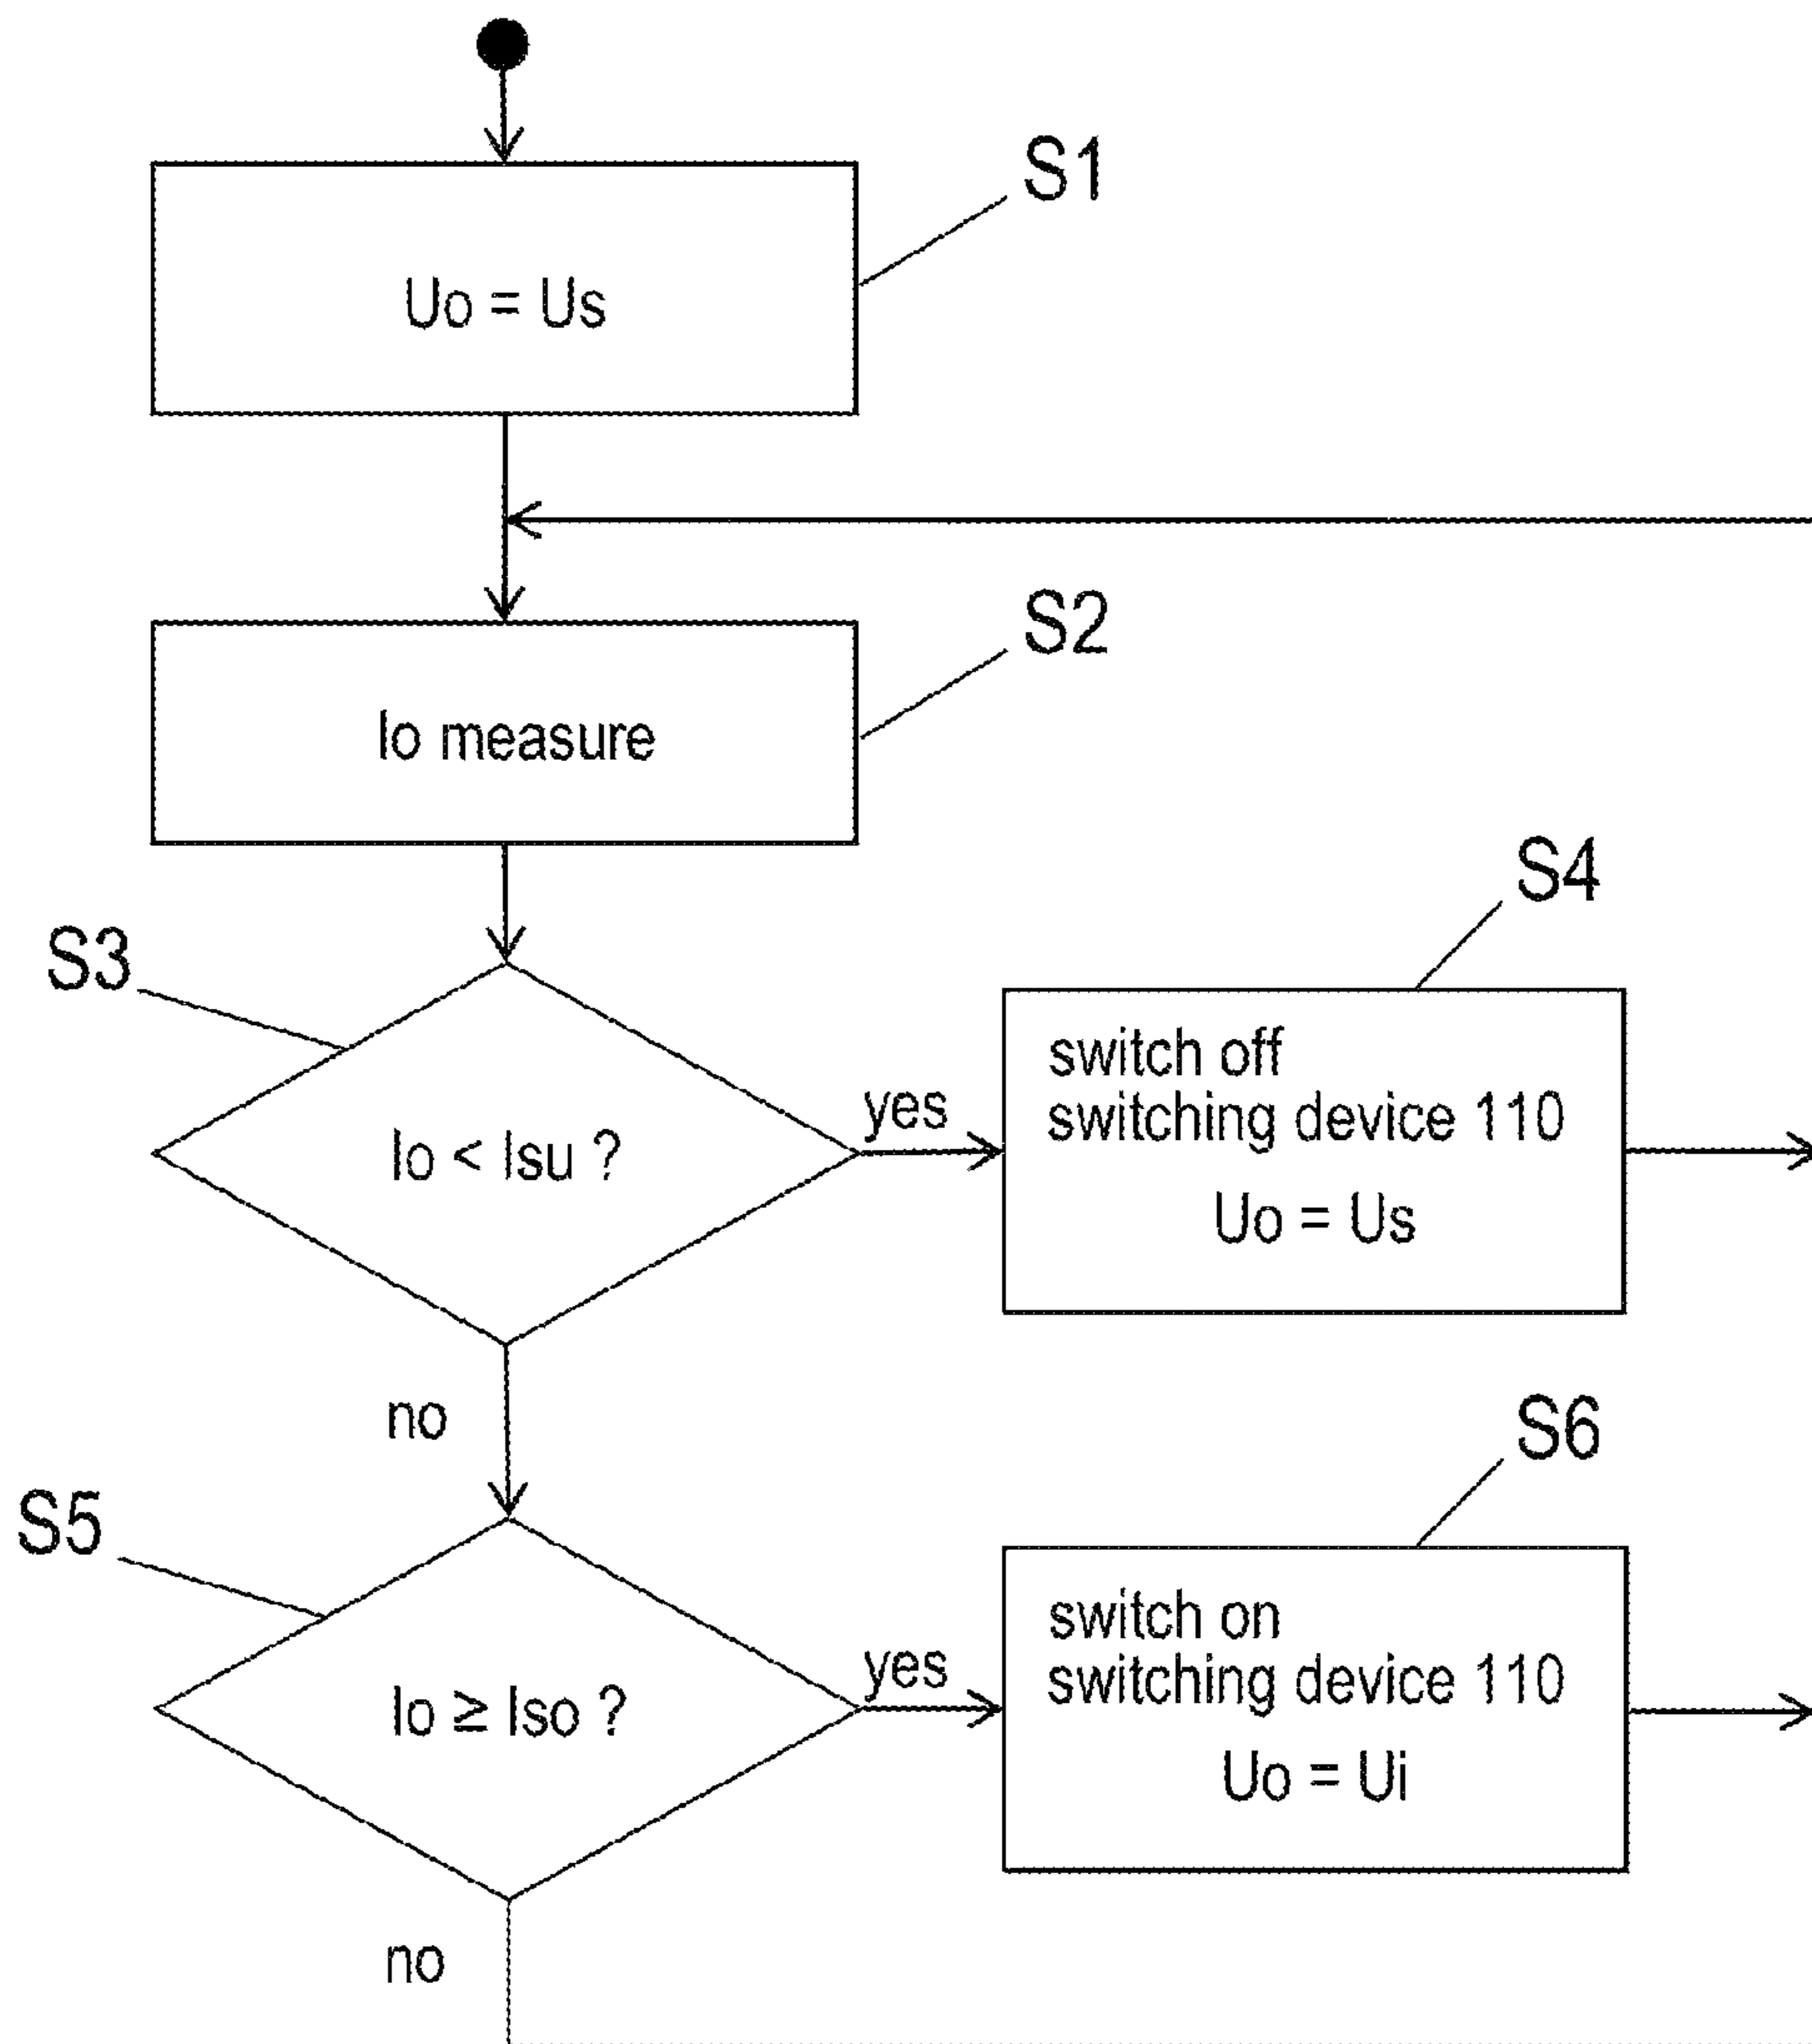 S1
Uo = Us
S2
Io measure
S3
Io < Isu ?
yes
S4
switch off
switching device 110
Uo = Us
no
S5
Io ≥ Iso ?
yes
S6
switch on
switching device 110
Uo = Ui
no